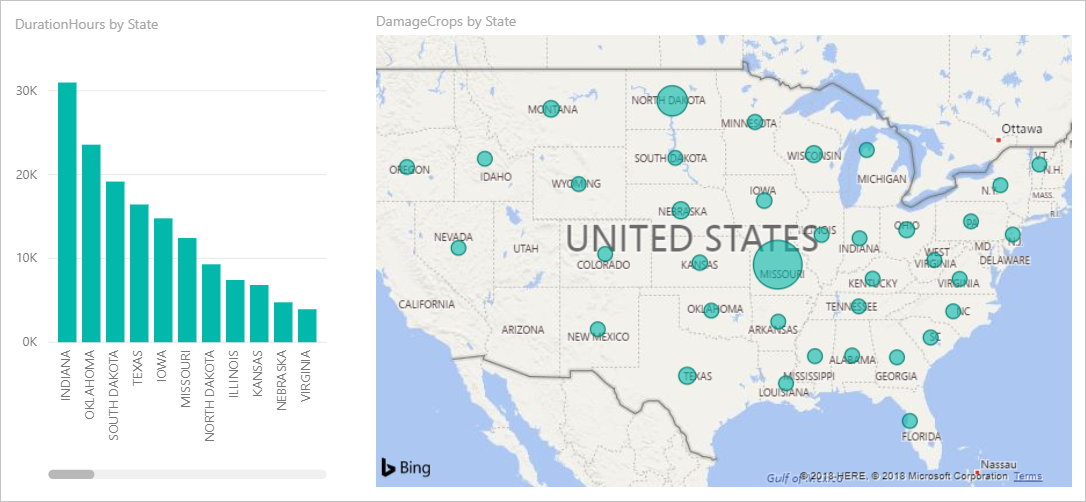 DurationHours by State
30K
20K
10K
0K
INDIANA
OKLAHOMA
SOUTH DAKOTA
TEXAS
IOWA
MISSOURI
NORTH DAKOTA
ILLINOIS
KANSAS
NEBRASKA
VIRGINIA
DamageCrops by State
Ottawa
MONTANA
NORTH DAKOTA
MINNESOTA
OREGON
IDAHO
SOUTH DAKOTA
WISCONSIN
MICHIGAN
VT
N.H.
WYOMING
IOWA
N.Y.
MASS.
NEBRASKA
R.I.
NEVADA
UTAH
UNITED STATES
ILLINOIS
INDIANA
OHIO
PA
N.J.
MD
COLORADO
KANSAS
MISSOURI
WEST
VIRGINIA
DELAWARE
KENTUCKY
VIRGINIA
CALIFORNIA
OKLAHOMA
TENNESSEE
NC
ARIZONA
NEW MEXICO
ARKANSAS
SC
ALABAMA
TEXAS
MISSISSIPPI
GEORGIA
LOUISIANA
FLORIDA
Nassau
Bing
Gulf of Mexico
© 2018 HERE, © 2018 Microsoft Corporation Terms